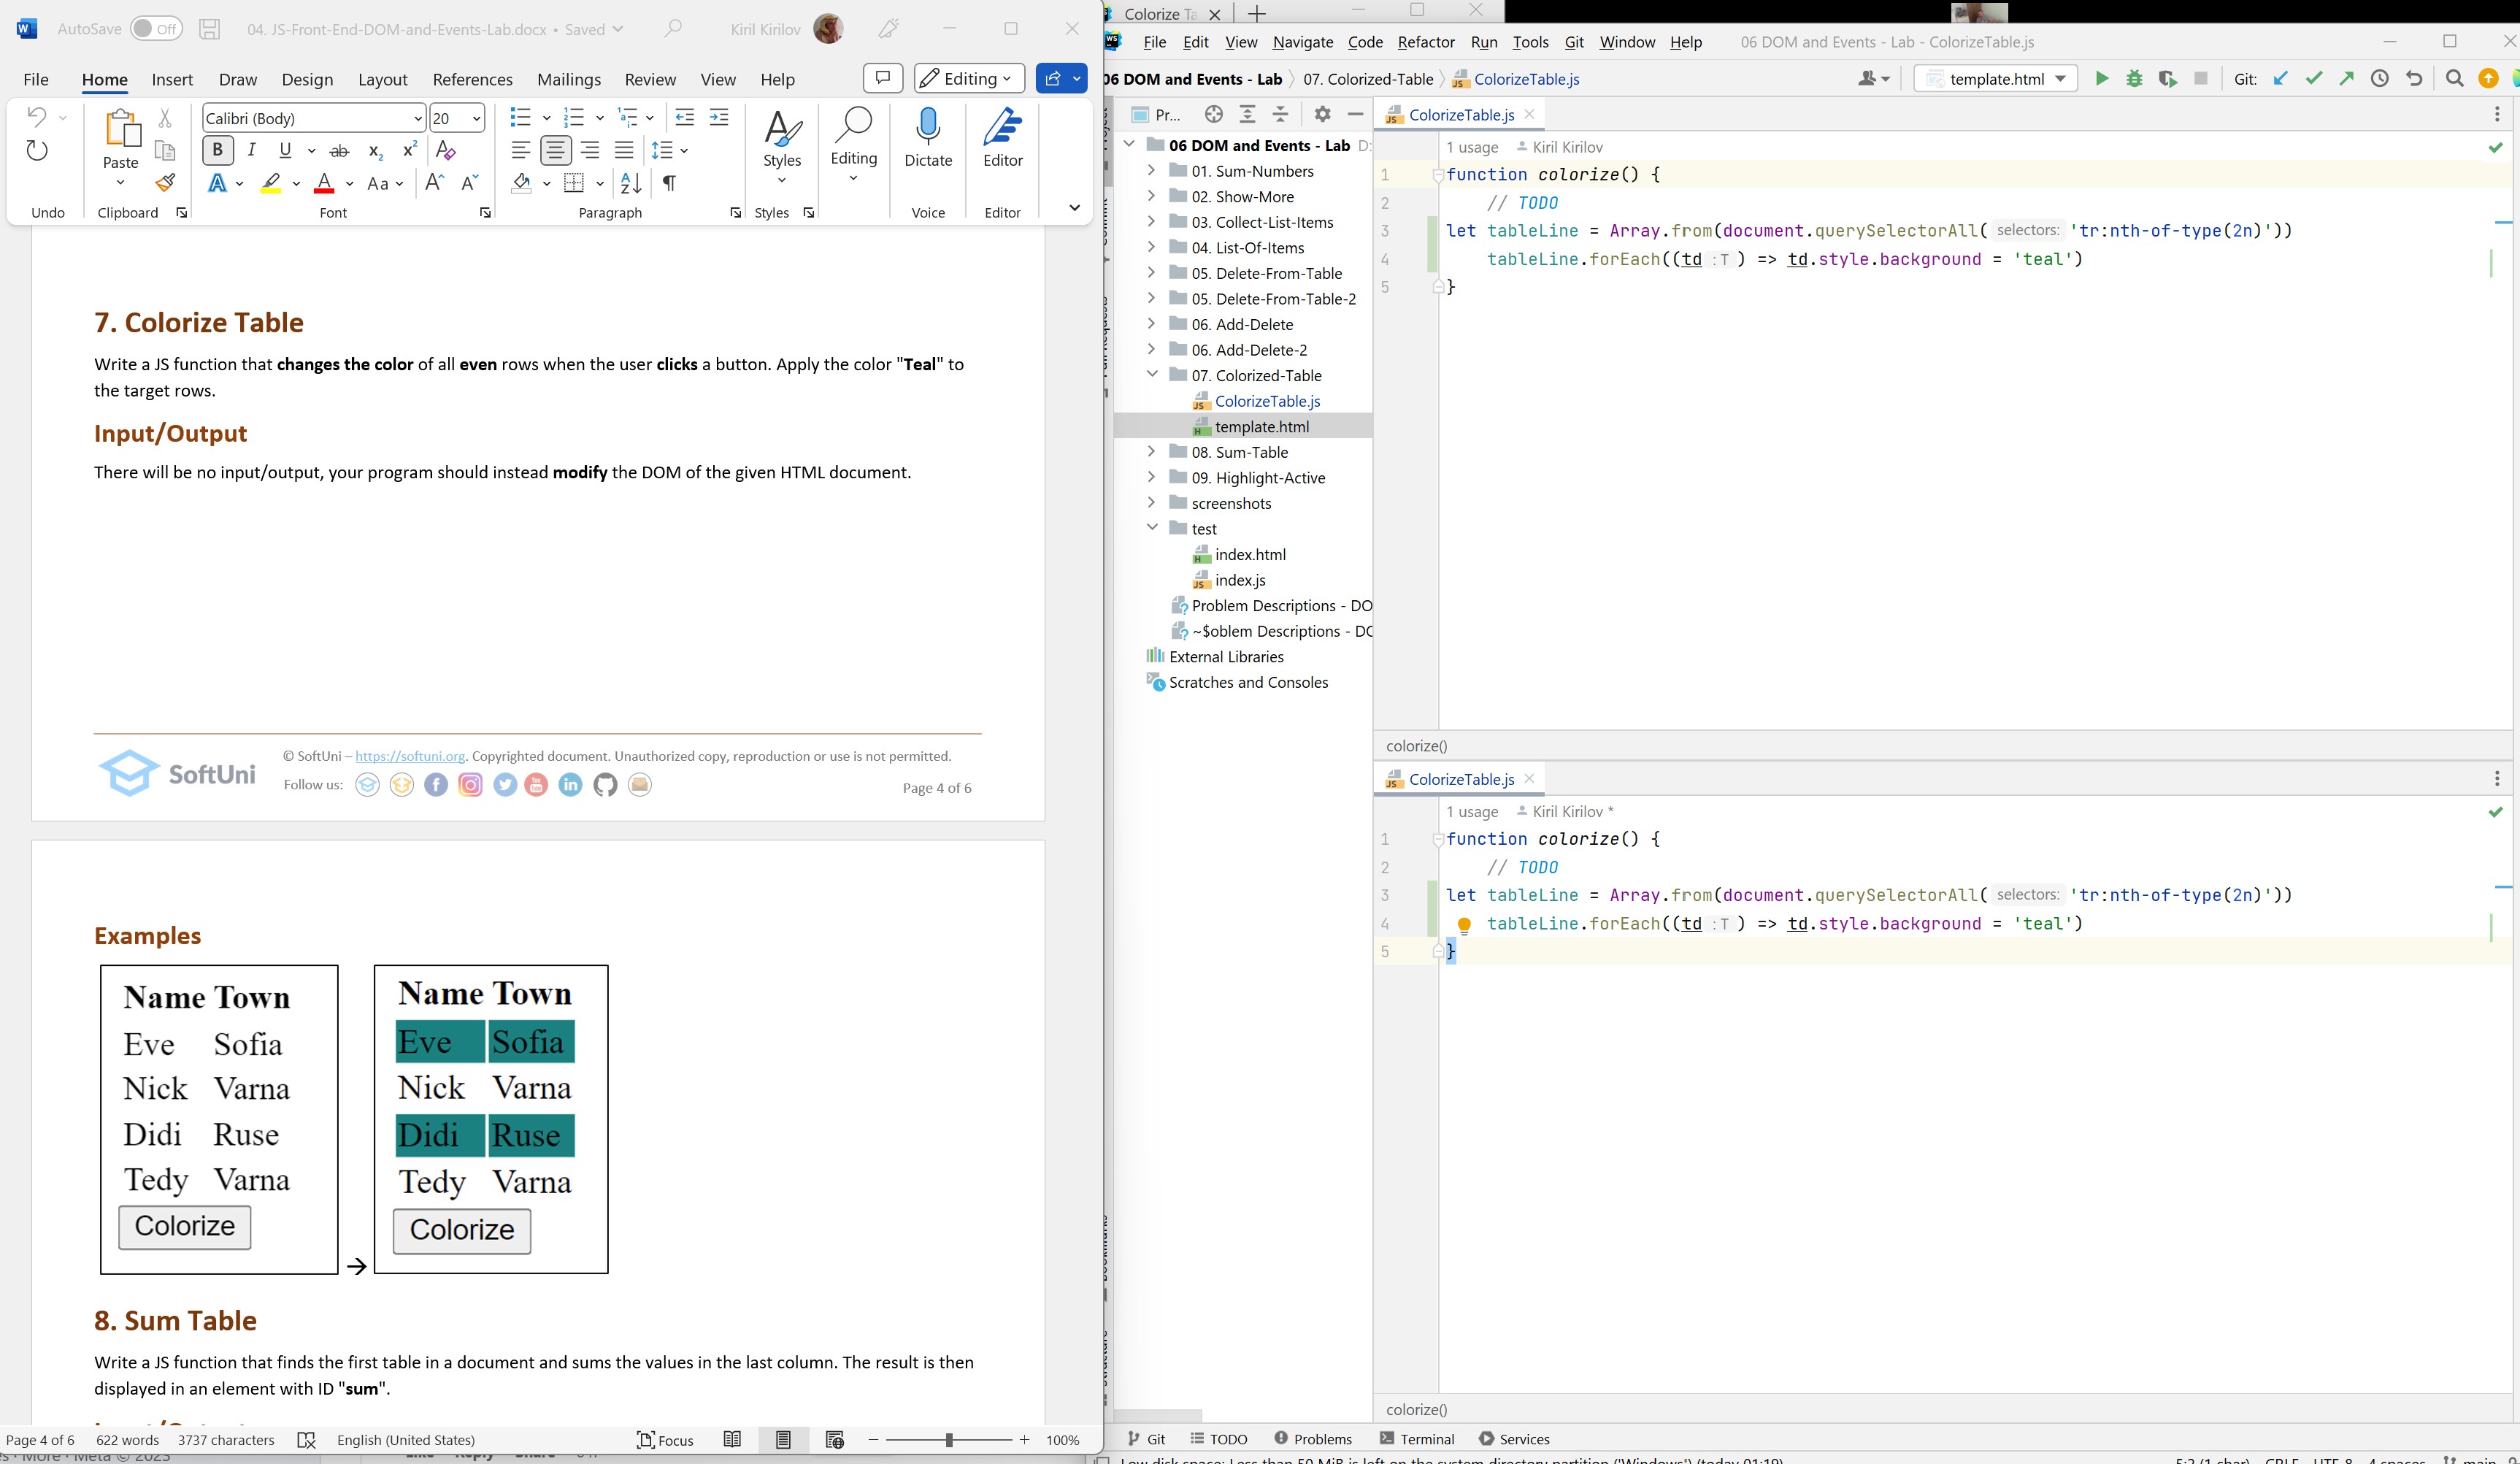 AutoSave Off 04. JS-Front-End-DOM-and-Events-Lab.docx • Saved Kiril Kirilov
File Home Insert Draw Design Layout References Mailings Review View Help Editing
Calibri (Body) 20
Paste Styles Editing Dictate Editor
Undo Clipboard Font Paragraph Styles Voice Editor
7. Colorize Table
Write a JS function that changes the color of all even rows when the user clicks a button. Apply the color "Teal" to
the target rows.
Input/Output
There will be no input/output, your program should instead modify the DOM of the given HTML document.
SoftUni
© SoftUni – https://softuni.org. Copyrighted document. Unauthorized copy, reproduction or use is not permitted.
Follow us:
Page 4 of 6
Examples
Name Town
Eve Sofia
Nick Varna
Didi Ruse
Tedy Varna
Colorize
→
Name Town
Eve Sofia
Nick Varna
Didi Ruse
Tedy Varna
Colorize
8. Sum Table
Write a JS function that finds the first table in a document and sums the values in the last column. The result is then
displayed in an element with ID "sum".
Page 4 of 6 622 words 3737 characters English (United States) Focus 100%
File Edit View Navigate Code Refactor Run Tools Git Window Help 06 DOM and Events - Lab - ColorizeTable.js
06 DOM and Events - Lab 07. Colorized-Table ColorizeTable.js template.html Git:
Pr...
06 DOM and Events - Lab D:
01. Sum-Numbers
02. Show-More
03. Collect-List-Items
04. List-Of-Items
05. Delete-From-Table
05. Delete-From-Table-2
06. Add-Delete
06. Add-Delete-2
07. Colorized-Table
ColorizeTable.js
template.html
08. Sum-Table
09. Highlight-Active
screenshots
test
index.html
index.js
Problem Descriptions - DO
~$oblem Descriptions - DO
External Libraries
Scratches and Consoles
ColorizeTable.js
1 usage Kiril Kirilov
1 function colorize() {
2 // TODO
3 let tableLine = Array.from(document.querySelectorAll( selectors: 'tr:nth-of-type(2n)'))
4 tableLine.forEach((td : T ) => td.style.background = 'teal')
5 }
colorize()
ColorizeTable.js
1 usage Kiril Kirilov *
1 function colorize() {
2 // TODO
3 let tableLine = Array.from(document.querySelectorAll( selectors: 'tr:nth-of-type(2n)'))
4 tableLine.forEach((td : T ) => td.style.background = 'teal')
5 }
colorize()
Git TODO Problems Terminal Services